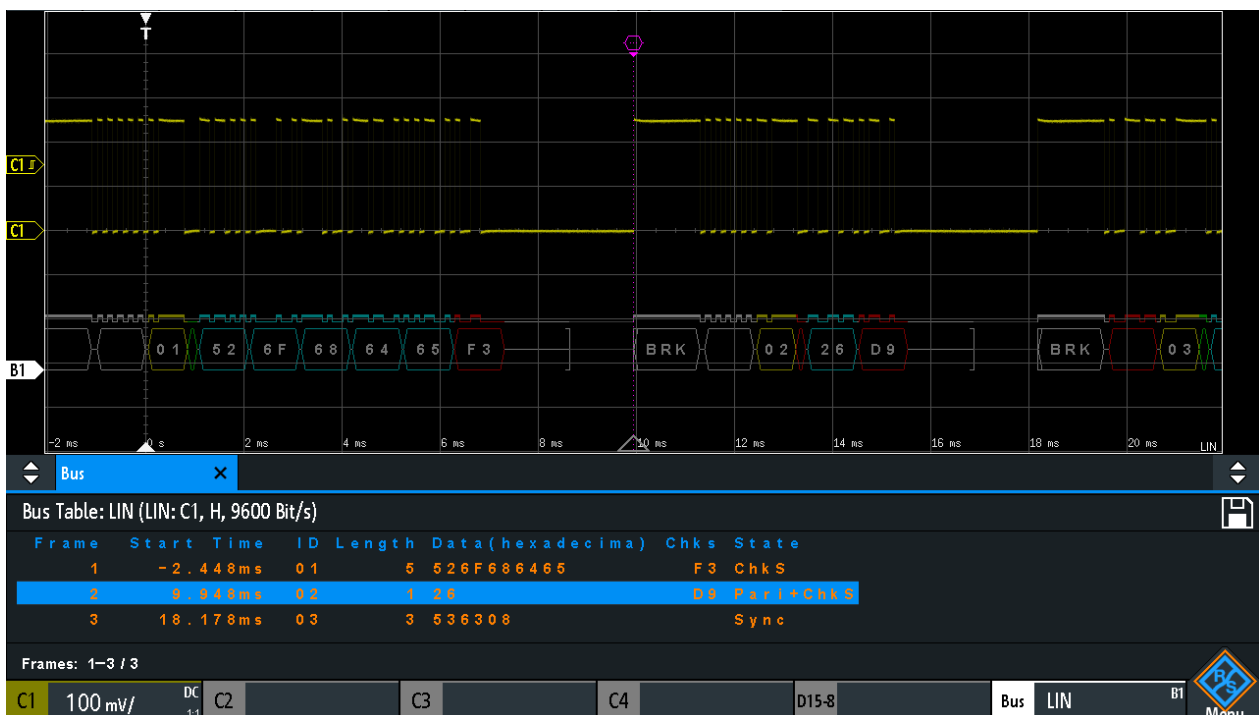 T
C1
C1
01 52 6F 68 64 65 F3 BRK 02 26 D9 BRK 03
B1
-2 ms 0 s 2 ms 4 ms 6 ms 8 ms 10 ms 12 ms 14 ms 16 ms 18 ms 20 ms LIN
Bus ×
Bus Table: LIN (LIN: C1, H, 9600 Bit/s)
Frame Start Time ID Length Data(hexadecima) Chks State
1 -2.448ms 01 5 526F686465 F3 ChkS
2 9.948ms 02 1 26 D9 Pari+ChkS
3 18.178ms 03 3 536308 Sync
Frames: 1-3 / 3
C1 100 mV/ DC 1:1 C2 C3 C4 D15-8 Bus LIN B1
R&S
Menu